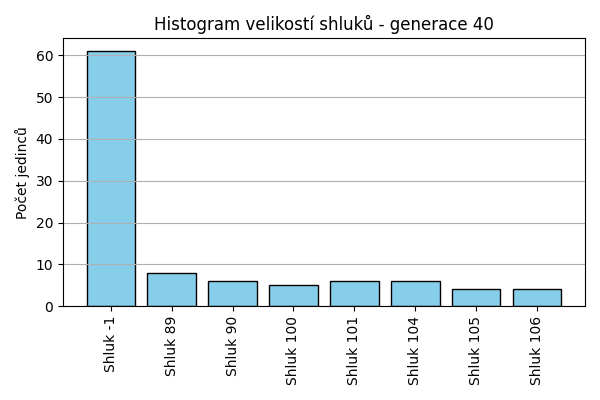 Histogram velikostí shluků - generace 40
Počet jedinců
60
50
40
30
20
10
0
Shluk -1
Shluk 89
Shluk 90
Shluk 100
Shluk 101
Shluk 104
Shluk 105
Shluk 106